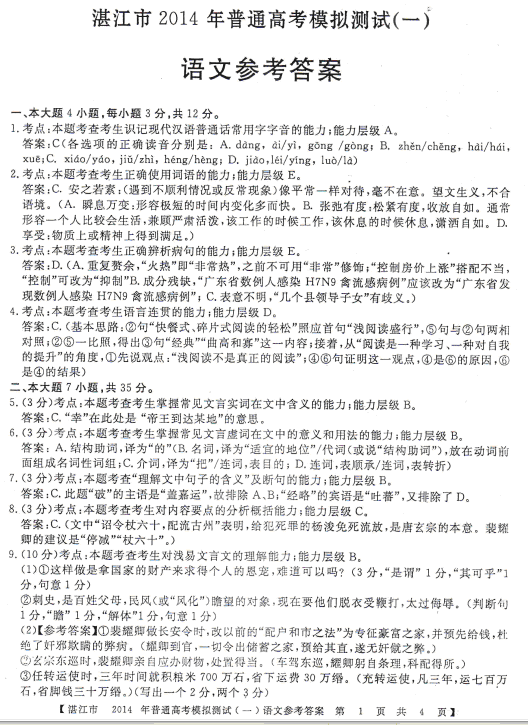 湛江市 2014 年普通高考模拟测试(一)
语文参考答案
一、本大题 4 小题,每小题 3 分,共 12 分。
1. 考点:本题考查考生识记现代汉语普通话常用字字音的能力;能力层级 A。
答案:C(各选项的正确读音分别是: A. dàng, āi/yì, gōng /gòng; B. zhěn/chēng, hāi/hái,
xuē;C. xiáo/yáo, jiū/zhì, héng/hèng; D. jiào,léi/yíng, luò/là)
2. 考点:本题考查考生正确使用词语的能力;能力层级 E。
答案:C. 安之若素:(遇到不顺利情况或反常现象)像平常一样对待,毫不在意。望文生义,不合
语境。(A. 瞬息万变:形容极短的时间内变化多而快。B. 张弛有度:松紧有度,收放自如。通常
形容一个人比较会生活,兼顾严肃活泼,该工作的时候工作,该休息的时候休息,潇洒自如。D.
享受:物质上或精神上得到满足。)
3. 考点:本题考查考生正确辨析病句的能力;能力层级 E。
答案:D.(A. 重复赘余,“火热”即“非常热”,之前不可用“非常”修饰;“控制房价上涨”搭配不当,
“控制”可改为“抑制”B. 成分残缺,“广东省数例人感染 H7N9 禽流感病例”应该改为“广东省发
现数例人感染 H7N9 禽流感病例”; C. 表意不明,“几个县领导子女”有歧义。)
4. 考点:本题考查考生语言连贯的能力;能力层级 D。
答案:C.(基本思路:②句“快餐式、碎片式阅读的轻松”照应首句“浅阅读盛行”,⑤句与②句两相
对照;②⑤一比照,得出③句“经典”“曲高和寡”这一内容;接着,从“阅读是一种学习、一种对自我
的提升”的角度,①先说观点:“浅阅读不是真正的阅读”;④⑥句证明这一观点,④是⑥的原因,⑥
是④的结果)
二、本大题 7 小题,共 35 分。
5. (3 分)考点:本题考查考生掌握常见文言实词在文中含义的能力;能力层级 B。
答案:C.“幸”在此处是 “帝王到达某地”的意思。
6. (3 分)考点:本题考查考生掌握常见文言虚词在文中的意义和用法的能力;能力层级 B。
答案: A. 结构助词,译为“的”(B. 名词,译为“适宜的地位”/代词(或说“结构助词”),放在动词前
面组成名词性词组;C. 介词,译为“把”/连词,表目的; D. 连词,表顺承/连词,表转折)
7. (3 分)考点:本题考查“理解文中句子的含义”及断句的能力;能力层级 B。
答案:C. 此题“破”的主语是“盖嘉运”,故排除 A、B;“经略”的宾语是“吐蕃”,又排除了 D。
8. (3 分)考点:本题考查考生对内容要点的分析概括能力;能力层级 C。
答案:C.(文中“诏令杖六十,配流古州”表明,给犯死罪的杨浚免死流放,是唐玄宗的本意。裴耀
卿的建议是“停减”“杖六十”。)
9. (10 分)考点:本题考查考生对浅易文言文的理解能力;能力层级 B。
(1)①这样做是拿国家的财产来求得个人的恩宠,难道可以吗? (3 分,“是谓” 1 分,“其可乎”1
分,句意 1 分)
②刺史,是百姓父母,民风(或“风化”)瞻望的对象,现在要他们脱衣受鞭打,太过侮辱。(判断句
1 分,“瞻” 1 分,“解体”1 分,句意 1 分)
(2)【参考答案】①裴耀卿做长安令时,改以前的“配户和市之法”为专征豪富之家,并预先给钱,杜
绝了奸邪欺瞒的弊病。(耀卿到官,一切令出储蓄之家,预给其直,遂无奸僦之弊。)
②玄宗东巡时,裴耀卿亲自应办财物,处置得当。(车驾东巡,耀卿躬自条理,科配得所。)
③任转运使时,三年时间就积粮米 700 万石,省下运费 30 万缗。(充转运使,凡三年,运七百万
石,省脚钱三十万缗。)(写出一个 2 分,两个 3 分)
【 湛江市 2014 年普通高考模拟测试(一)语文参考答案 第 1 页 共 4 页】